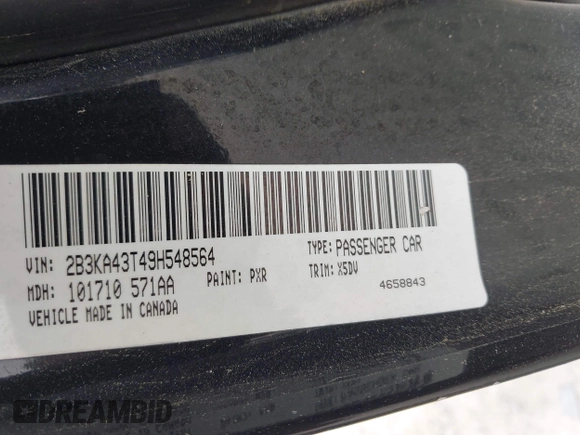 VIN: 2B3KA43T49H548564 TYPE: PASSENGER CAR
MDH: 101710 571AA PAINT: PXR TRIM: X5DV
VEHICLE MADE IN CANADA 4658843
DREAMBID